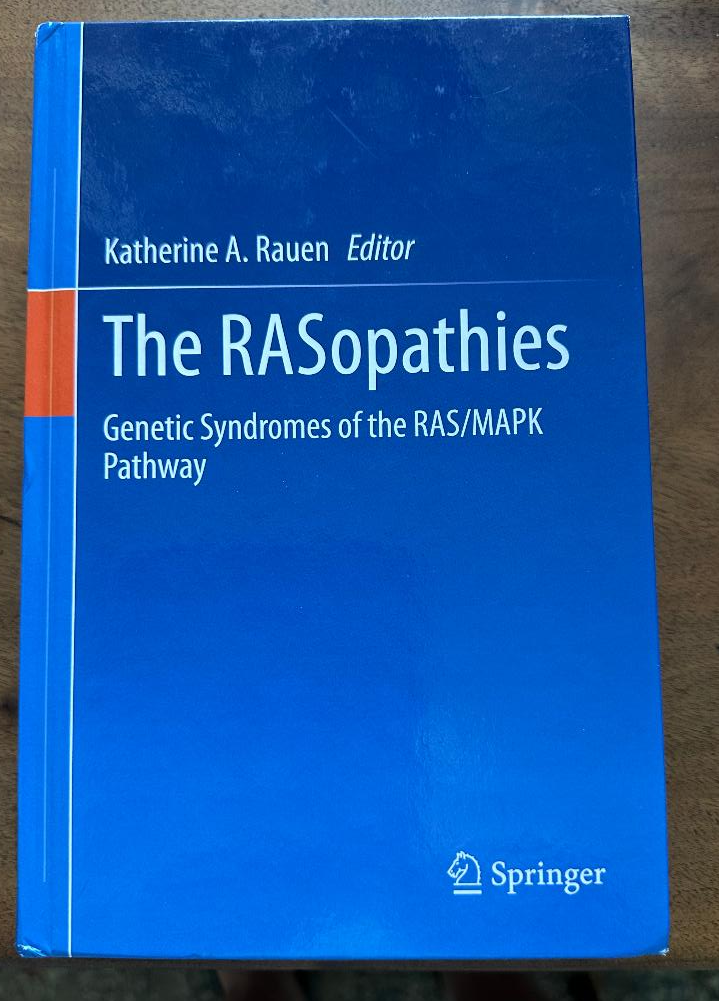 Katherine A. Rauen Editor
The RASopathies
Genetic Syndromes of the RAS/MAPK
Pathway
Springer